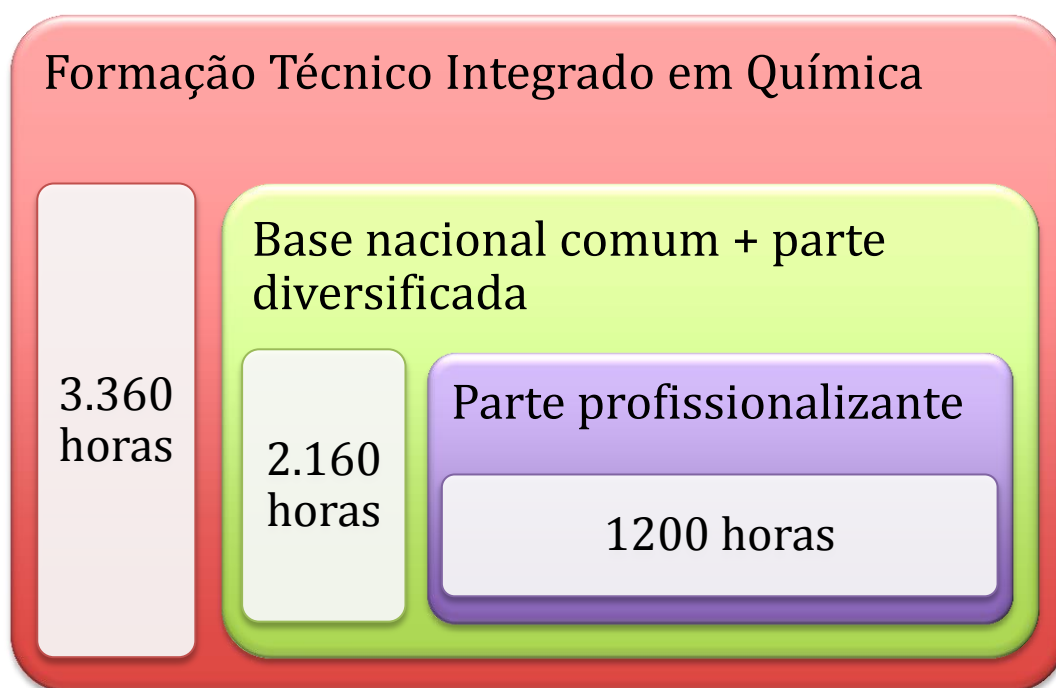 Formação Técnico Integrado em Química
3.360
horas
Base nacional comum + parte
diversificada
2.160
horas
Parte profissionalizante
1200 horas